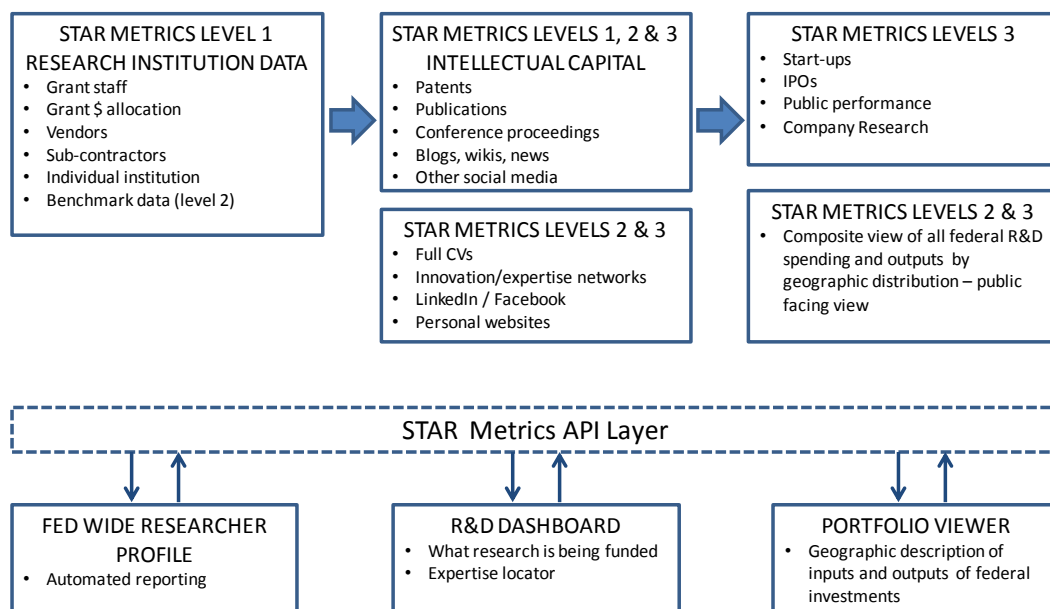 STAR METRICS LEVEL 1
RESEARCH INSTITUTION DATA
• Grant staff
• Grant $ allocation
• Vendors
• Sub-contractors
• Individual institution
• Benchmark data (level 2)
STAR METRICS LEVELS 1, 2 & 3
INTELLECTUAL CAPITAL
• Patents
• Publications
• Conference proceedings
• Blogs, wikis, news
• Other social media
STAR METRICS LEVELS 3
• Start-ups
• IPOs
• Public performance
• Company Research
STAR METRICS LEVELS 2 & 3
• Full CVs
• Innovation/expertise networks
• LinkedIn / Facebook
• Personal websites
STAR METRICS LEVELS 2 & 3
• Composite view of all federal R&D
spending and outputs by
geographic distribution – public
facing view
STAR Metrics API Layer
FED WIDE RESEARCHER
PROFILE
• Automated reporting
R&D DASHBOARD
• What research is being funded
• Expertise locator
PORTFOLIO VIEWER
• Geographic description of
inputs and outputs of federal
investments